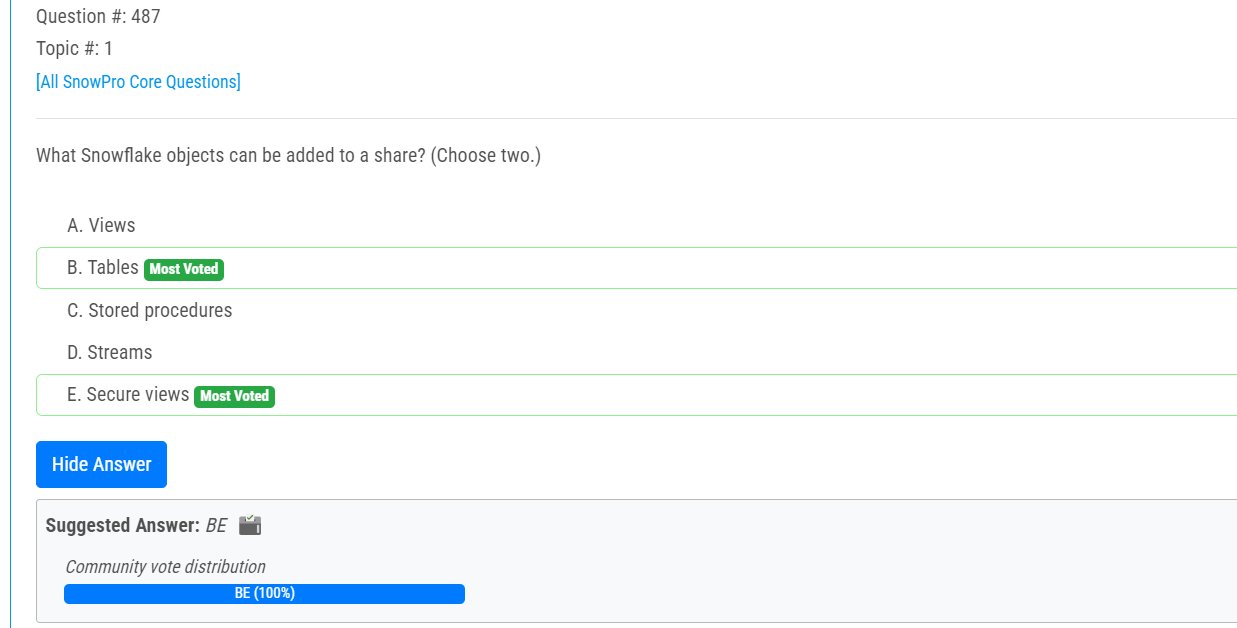 Question #: 487
Topic #: 1
[All SnowPro Core Questions]
What Snowflake objects can be added to a share? (Choose two.)
A. Views
B. Tables Most Voted
C. Stored procedures
D. Streams
E. Secure views Most Voted
Hide Answer
Suggested Answer: BE
Community vote distribution
BE (100%)